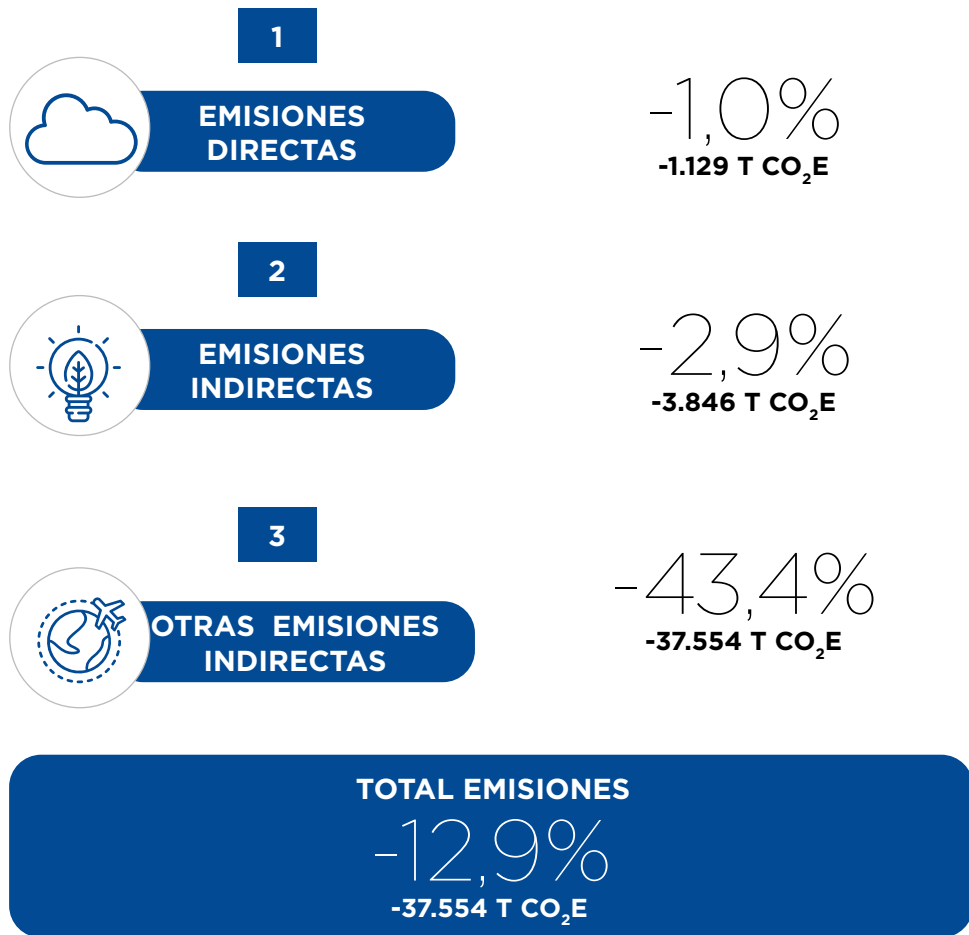 1
EMISIONES
DIRECTAS
-1,0%
-1.129 T CO₂E
2
EMISIONES
INDIRECTAS
-2,9%
-3.846 T CO₂E
3
OTRAS EMISIONES
INDIRECTAS
-43,4%
-37.554 T CO₂E
TOTAL EMISIONES
-12,9%
-37.554 T CO₂E